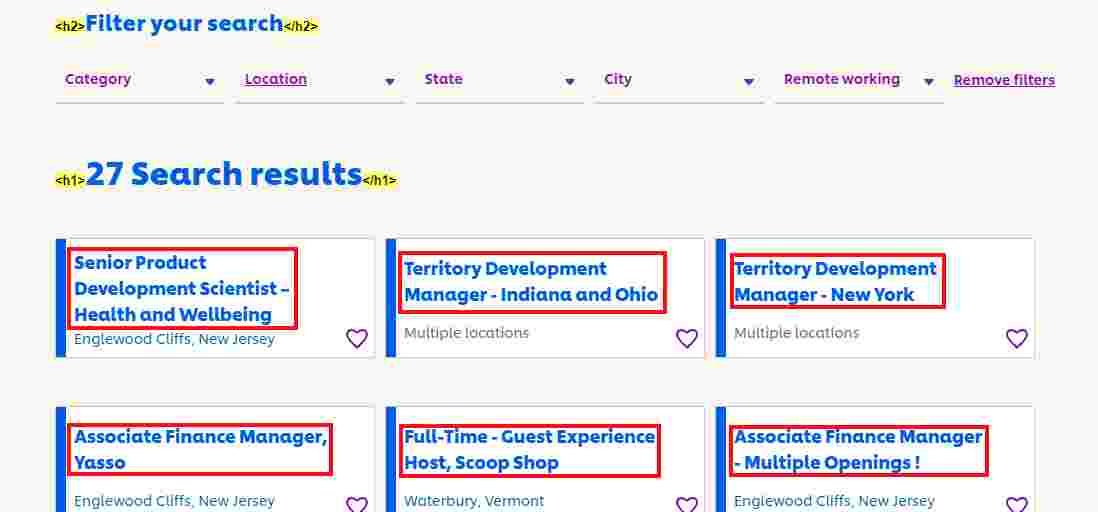 <h2>Filter your search</h2>
Category Location State City Remote working Remove filters
<h1>27 Search results</h1>
Senior Product
Development Scientist –
Health and Wellbeing
Englewood Cliffs, New Jersey
Territory Development
Manager - Indiana and Ohio
Multiple locations
Territory Development
Manager - New York
Multiple locations
Associate Finance Manager,
Yasso
Englewood Cliffs, New Jersey
Full-Time - Guest Experience
Host, Scoop Shop
Waterbury, Vermont
Associate Finance Manager
- Multiple Openings !
Englewood Cliffs, New Jersey